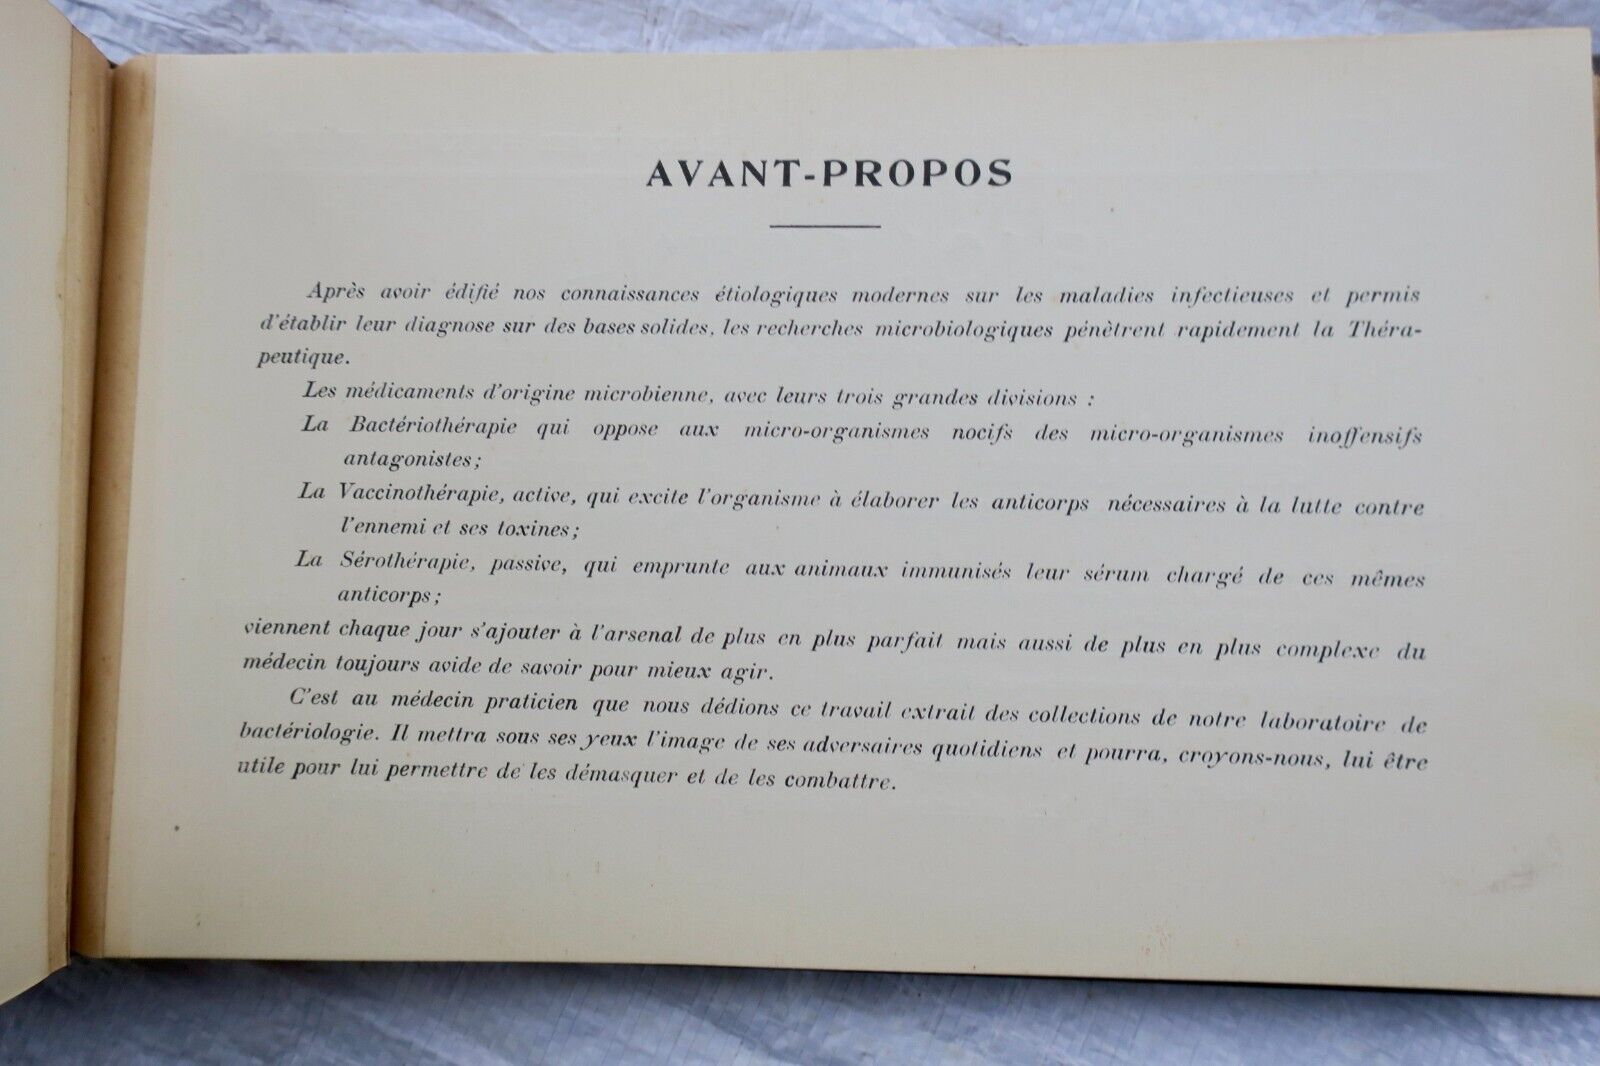 AVANT-PROPOS
Après avoir édifié nos connaissances étiologiques modernes sur les maladies infectieuses et permis
d'établir leur diagnose sur des bases solides, les recherches microbiologiques pénètrent rapidement la Théra-
peutique.
Les médicaments d'origine microbienne, avec leurs trois grandes divisions :
La Bactériothérapie qui oppose aux micro-organismes nocifs des micro-organismes inoffensifs
antagonistes;
La Vaccinothérapie, active, qui excite l'organisme à élaborer les anticorps nécessaires à la lutte contre
l'ennemi et ses toxines;
La Sérothérapie, passive, qui emprunte aux animaux immunisés leur sérum chargé de ces mêmes
anticorps;
viennent chaque jour s'ajouter à l'arsenal de plus en plus parfait mais aussi de plus en plus complexe du
médecin toujours avide de savoir pour mieux agir.
C'est au médecin praticien que nous dédions ce travail extrait des collections de notre laboratoire de
bactériologie. Il mettra sous ses yeux l'image de ses adversaires quotidiens et pourra, croyons-nous, lui être
utile pour lui permettre de les démasquer et de les combattre.